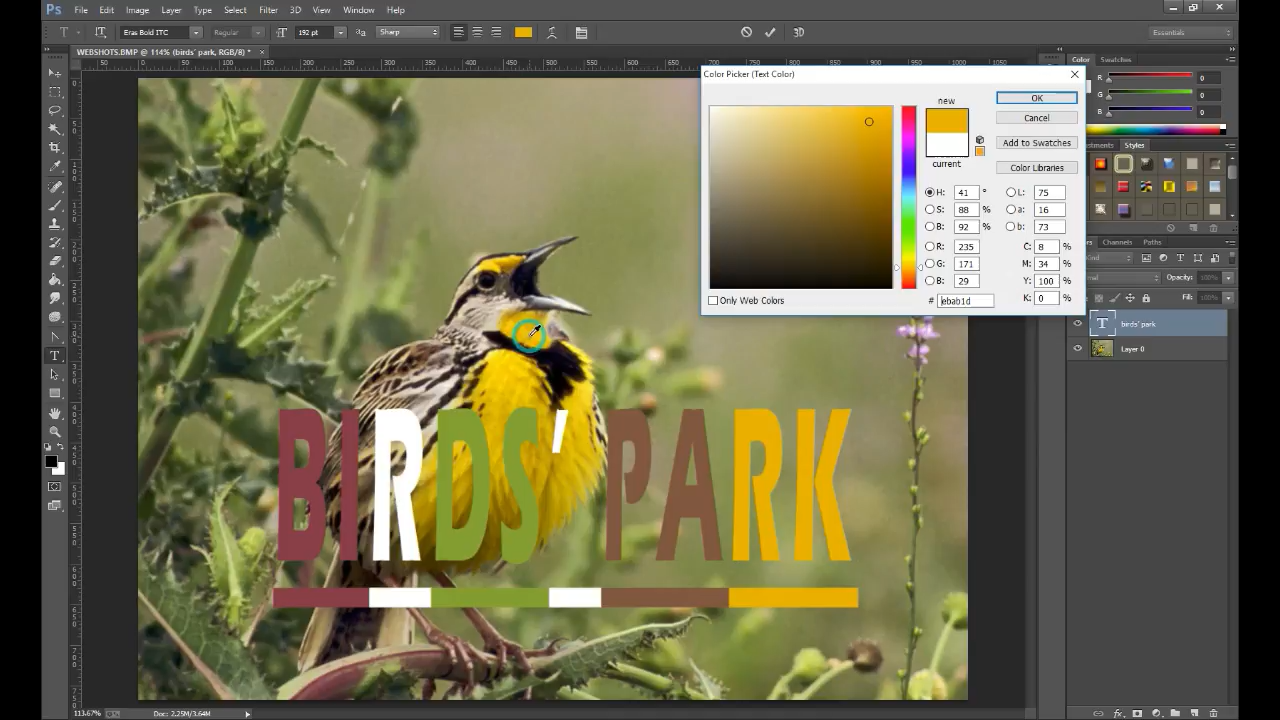 Ps File Edit Image Layer Type Select Filter 3D View Window Help
T Eras Bold ITC Regular 192 pt Sharp 3D Essentials
WEBSHOTS.BMP @ 114% (birds' park, RGB/8) *
Color Picker (Text Color)
new
OK
Cancel
Add to Swatches
current
Color Libraries
H: 41 °
L: 75
S: 88 %
a: 16
B: 92 %
b: 73
R: 235
C: 8 %
G: 171
M: 34 %
B: 29
Y: 100 %
# ebab1d
K: 0 %
Only Web Colors
Color Swatches
R 0
G 0
B 0
Styles
Channels Paths
Opacity: 100%
Fill: 100%
T birds' park
Layer 0
BIRDS' PARK
113.67% Doc: 2.25M/3.64M